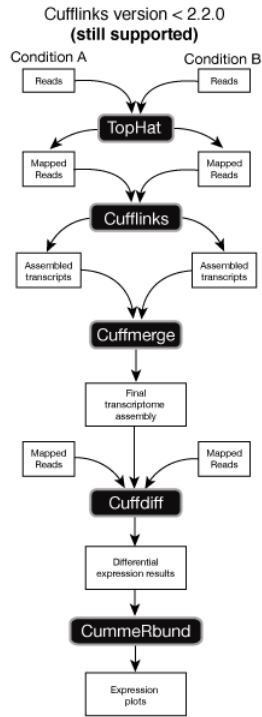 Cufflinks version < 2.2.0
(still supported)
Condition A
Condition B
Reads
Reads
TopHat
Mapped
Reads
Mapped
Reads
Cufflinks
Assembled
transcripts
Assembled
transcripts
Cuffmerge
Final
transcriptome
assembly
Mapped
Reads
Mapped
Reads
Cuffdiff
Differential
expression results
CummeRbund
Expression
plots